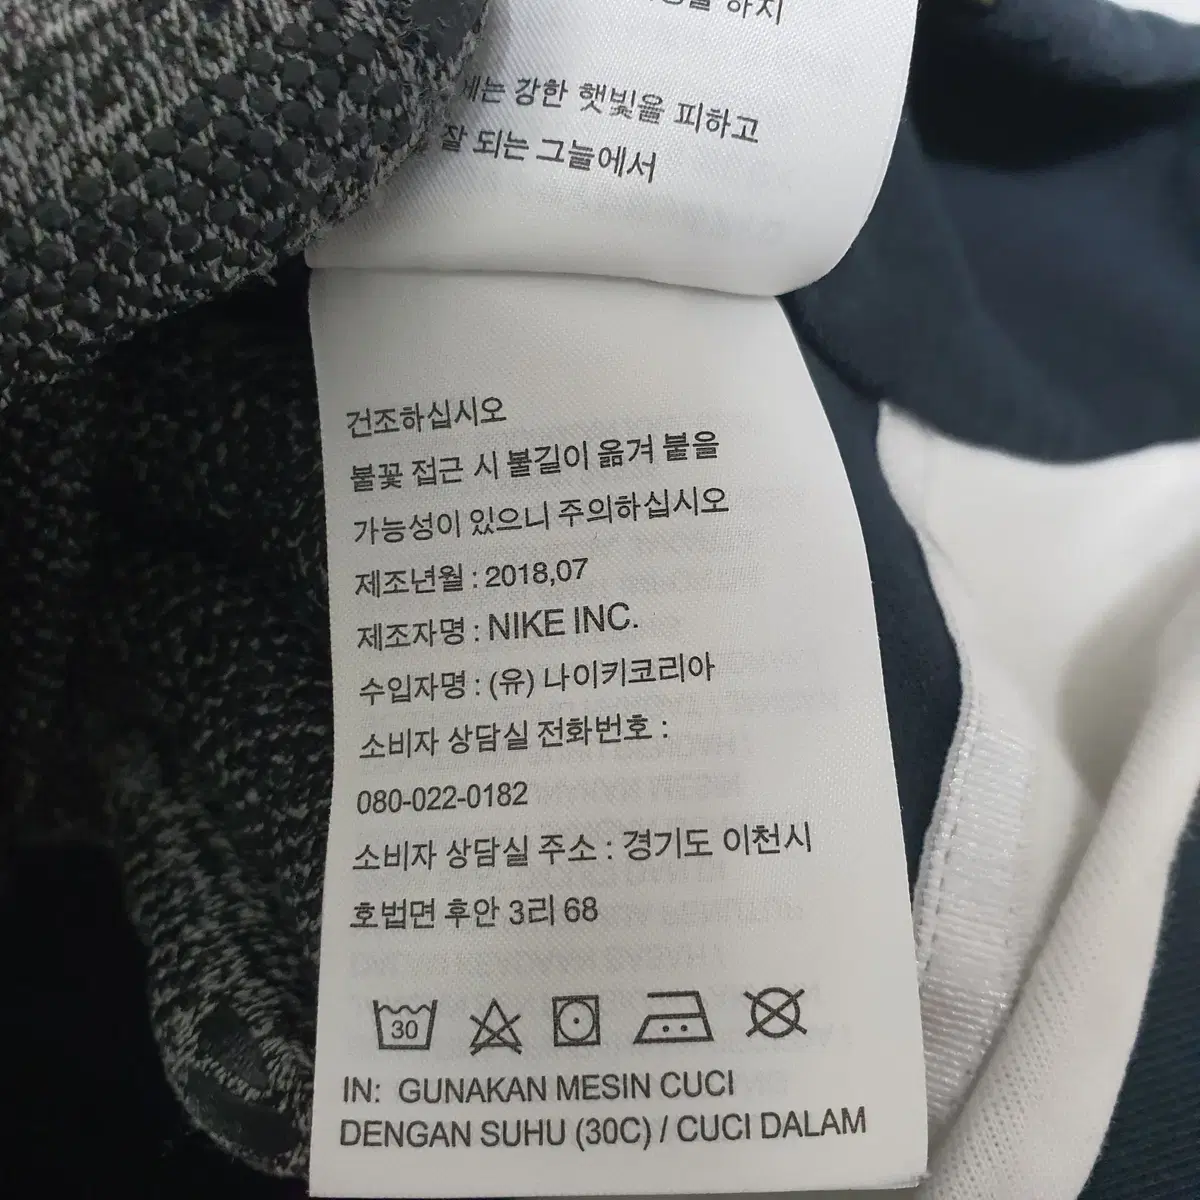 하지
강한 햇빛을 피하고
잘 되는 그늘에서
건조하십시오
불꽃 접근 시 불길이 옮겨 붙을
가능성이 있으니 주의하십시오
제조년월 : 2018,07
제조자명 : NIKE INC.
수입자명 : (유) 나이키코리아
소비자 상담실 전화번호 :
080-022-0182
소비자 상담실 주소 : 경기도 이천시
호법면 후안 3리 68
30
IN: GUNAKAN MESIN CUCI
DENGAN SUHU (30C) / CUCI DALAM